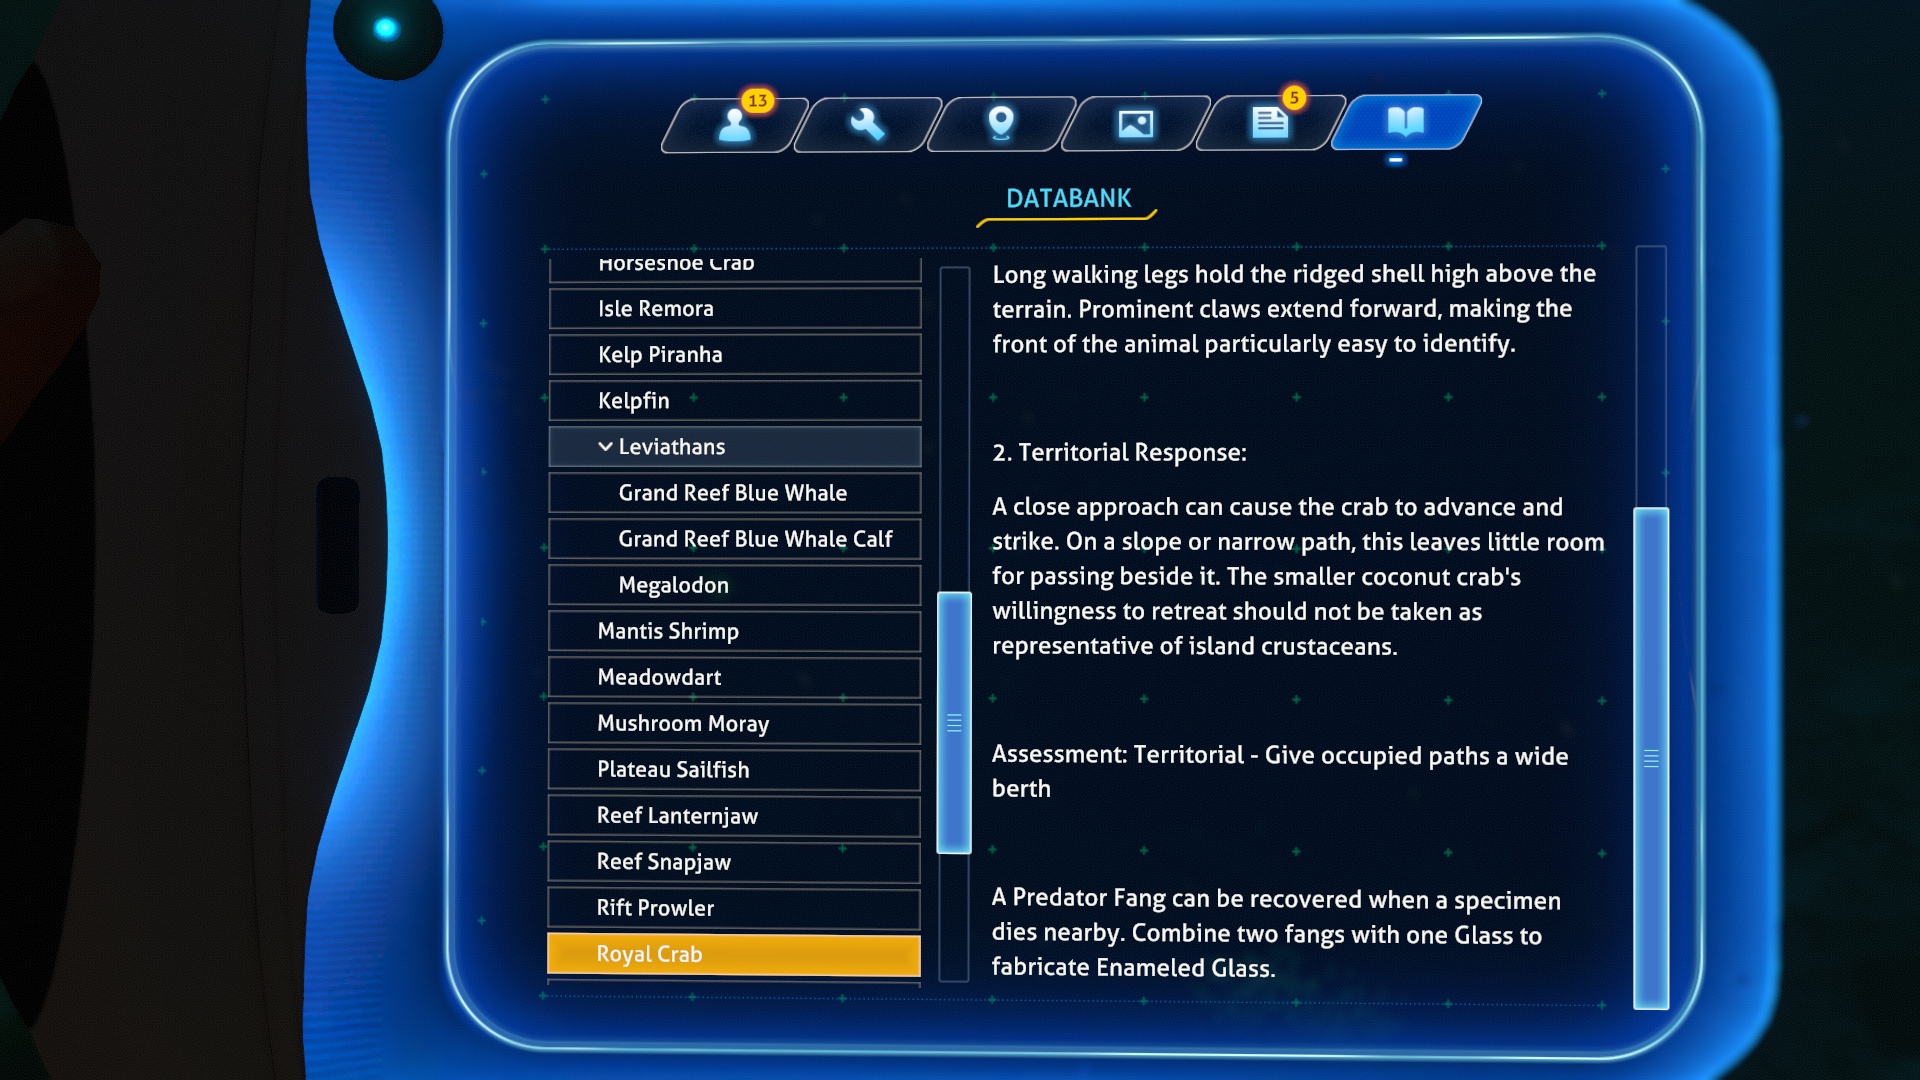 13
5
DATABANK
Horseshoe Crab
Isle Remora
Kelp Piranha
Kelpfin
Leviathans
Grand Reef Blue Whale
Grand Reef Blue Whale Calf
Megalodon
Mantis Shrimp
Meadowdart
Mushroom Moray
Plateau Sailfish
Reef Lanternjaw
Reef Snapjaw
Rift Prowler
Royal Crab
Long walking legs hold the ridged shell high above the
terrain. Prominent claws extend forward, making the
front of the animal particularly easy to identify.
2. Territorial Response:
A close approach can cause the crab to advance and
strike. On a slope or narrow path, this leaves little room
for passing beside it. The smaller coconut crab's
willingness to retreat should not be taken as
representative of island crustaceans.
Assessment: Territorial - Give occupied paths a wide
berth
A Predator Fang can be recovered when a specimen
dies nearby. Combine two fangs with one Glass to
fabricate Enameled Glass.